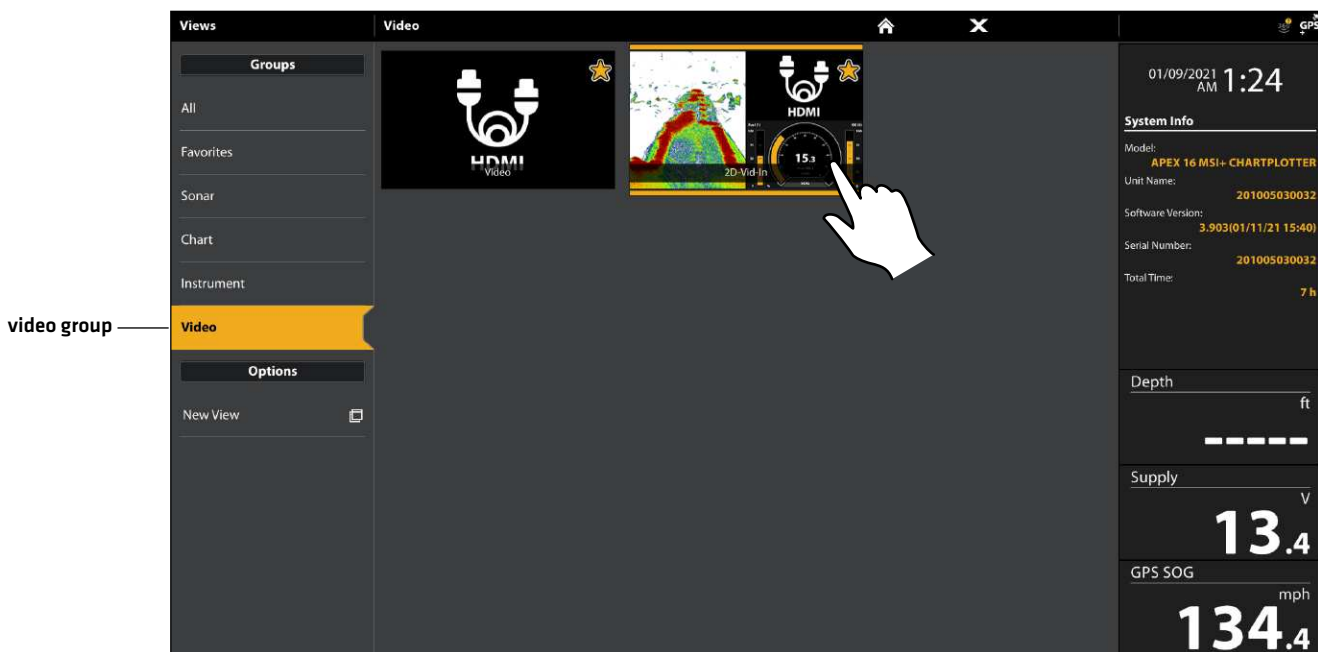 Views
Video
GPS
Groups
All
Favorites
Sonar
Chart
Instrument
Video
Options
New View
video group
HDMI
Video
HDMI
15.3
2D-Vid-In
01/09/2021
AM 1:24
System Info
Model:
APEX 16 MSI+ CHARTPLOTTER
Unit Name:
201005030032
Software Version:
3.903(01/11/21 15:40)
Serial Number:
201005030032
Total Time:
7 h
Depth
ft
-----
Supply
V
13.4
GPS SOG
mph
134.4